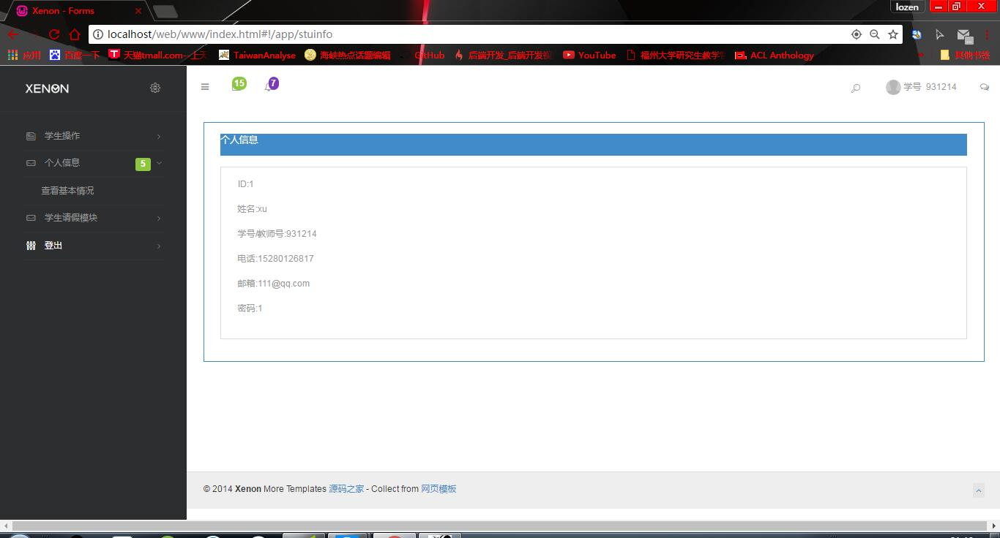 Xenon - Forms
lozen
localhost/web/www/index.html#!/app/stuinfo
应用 百度一下 天猫tmall.com--上天 TaiwanAnalyse 海峡热点话题编辑 GitHub 后端开发_后端开发视 YouTube 福州大学研究生教学管 ACL Anthology 其他书签
XENON
15 7
学号 931214
学生操作
个人信息 5
查看基本情况
学生请假模块
登出
个人信息
ID:1
姓名:xu
学号/教师号:931214
电话:15280126817
邮箱:111@qq.com
密码:1
© 2014 Xenon More Templates 源码之家 - Collect from 网页模板